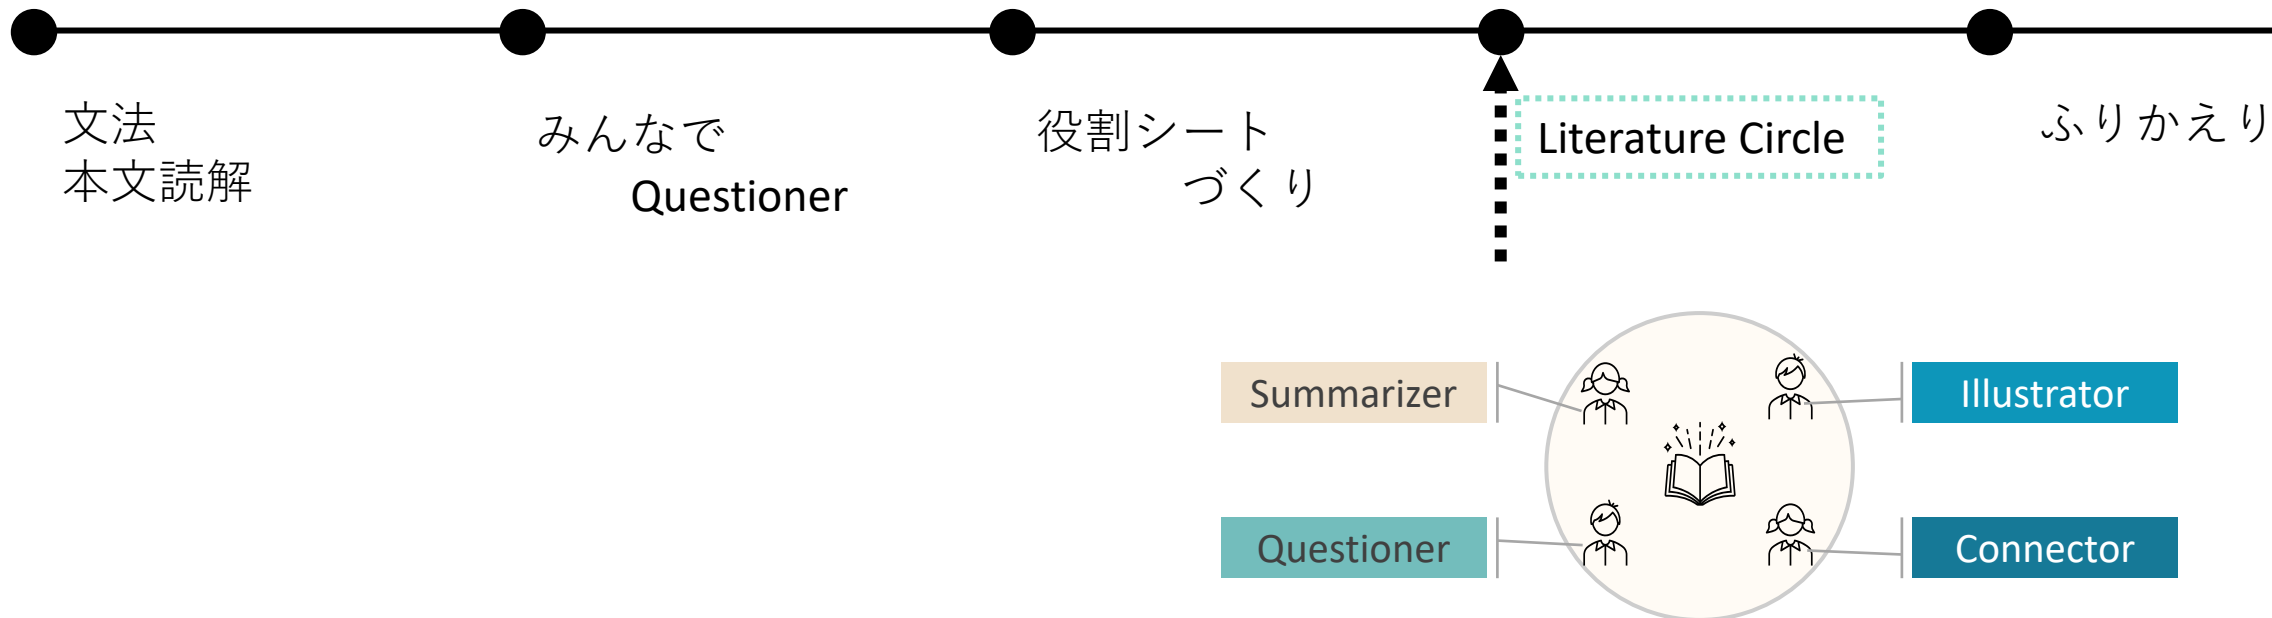 文法
本文読解
みんなで
Questioner
役割シート
づくり
Literature Circle
ふりかえり
Summarizer
Illustrator
Questioner
Connector